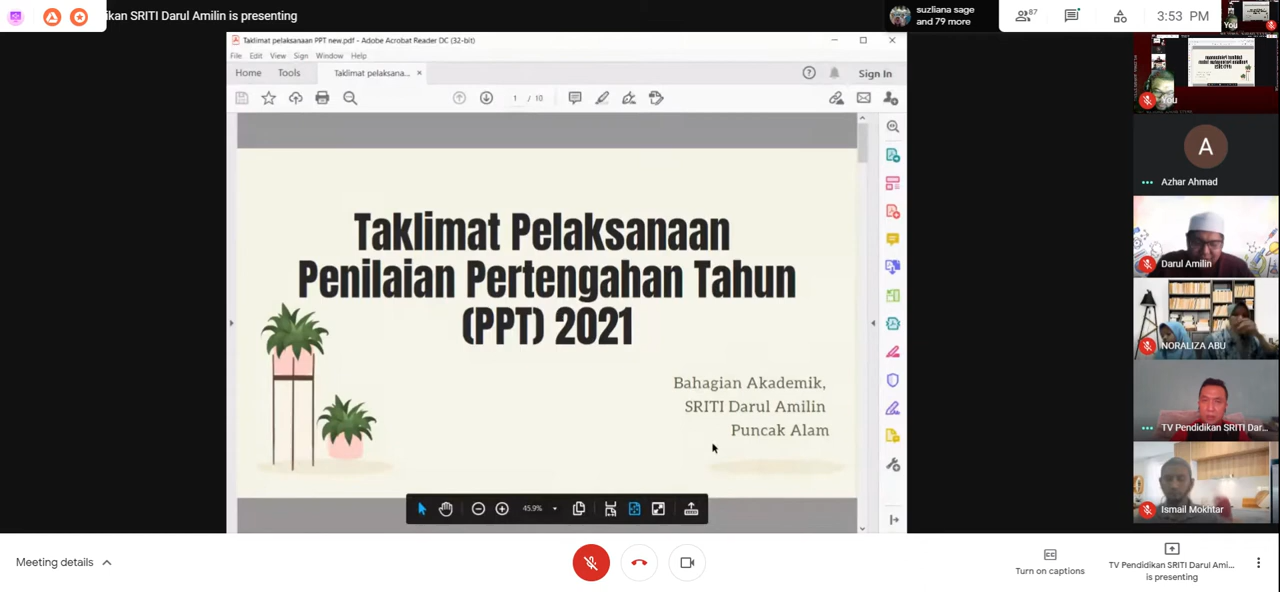 ikan SRITI Darul Amilin is presenting
suzliana sage
and 79 more
87
3:53 PM
You
Taklimat pelaksanaan PPT new.pdf - Adobe Acrobat Reader DC (32-bit)
File Edit View Sign Window Help
Home Tools Taklimat pelaksana... × Sign In
1 / 10
Taklimat Pelaksanaan
Penilaian Pertengahan Tahun
(PPT) 2021
Bahagian Akademik,
SRITI Darul Amilin
Puncak Alam
45.9%
You
A
Azhar Ahmad
Darul Amilin
NORALIZA ABU
TV Pendidikan SRITI Dar...
Ismail Mokhtar
Meeting details
CC
Turn on captions
TV Pendidikan SRITI Darul Ami...
is presenting